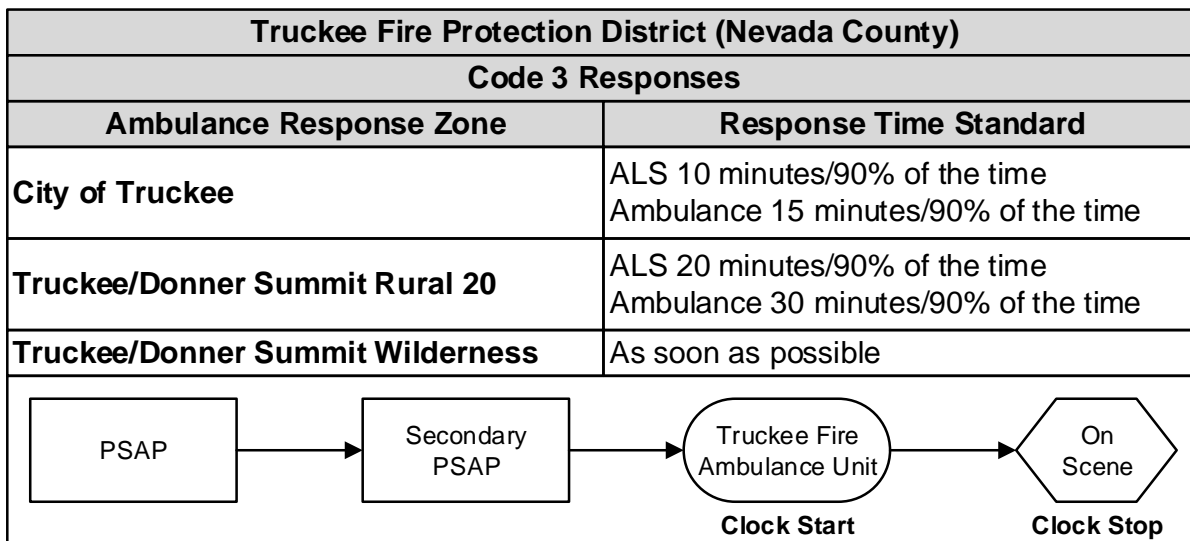 Truckee Fire Protection District (Nevada County)
Code 3 Responses
Ambulance Response Zone
Response Time Standard
City of Truckee
ALS 10 minutes/90% of the time
Ambulance 15 minutes/90% of the time
Truckee/Donner Summit Rural 20
ALS 20 minutes/90% of the time
Ambulance 30 minutes/90% of the time
Truckee/Donner Summit Wilderness
As soon as possible
PSAP
Secondary
PSAP
Truckee Fire
Ambulance Unit
On
Scene
Clock Start
Clock Stop